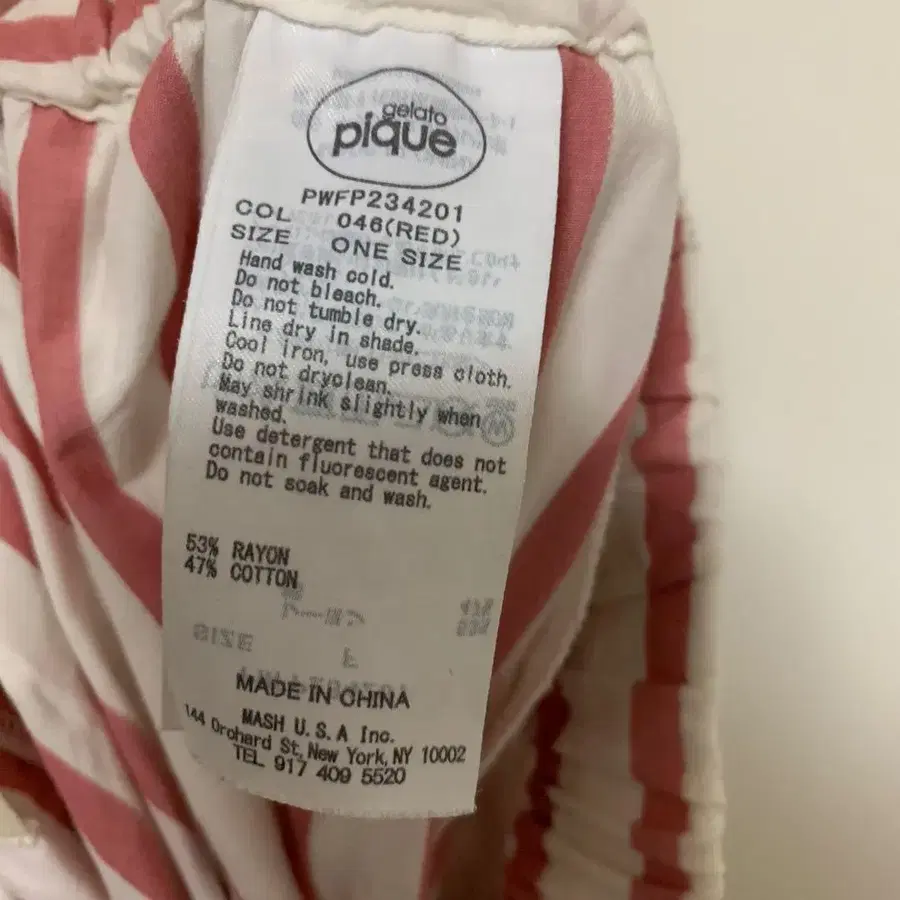 gelato
pique
PWFP234201
COL 046(RED)
SIZE ONE SIZE
Hand wash cold.
Do not bleach.
Do not tumble dry.
Line dry in shade.
Cool iron, use press cloth.
Do not dryclean.
May shrink slightly when
washed.
Use detergent that does not
contain fluorescent agent.
Do not soak and wash.
53% RAYON
47% COTTON
MADE IN CHINA
MASH U.S.A Inc.
144 Orchard St, New York, NY 10002
TEL 917 409 5520